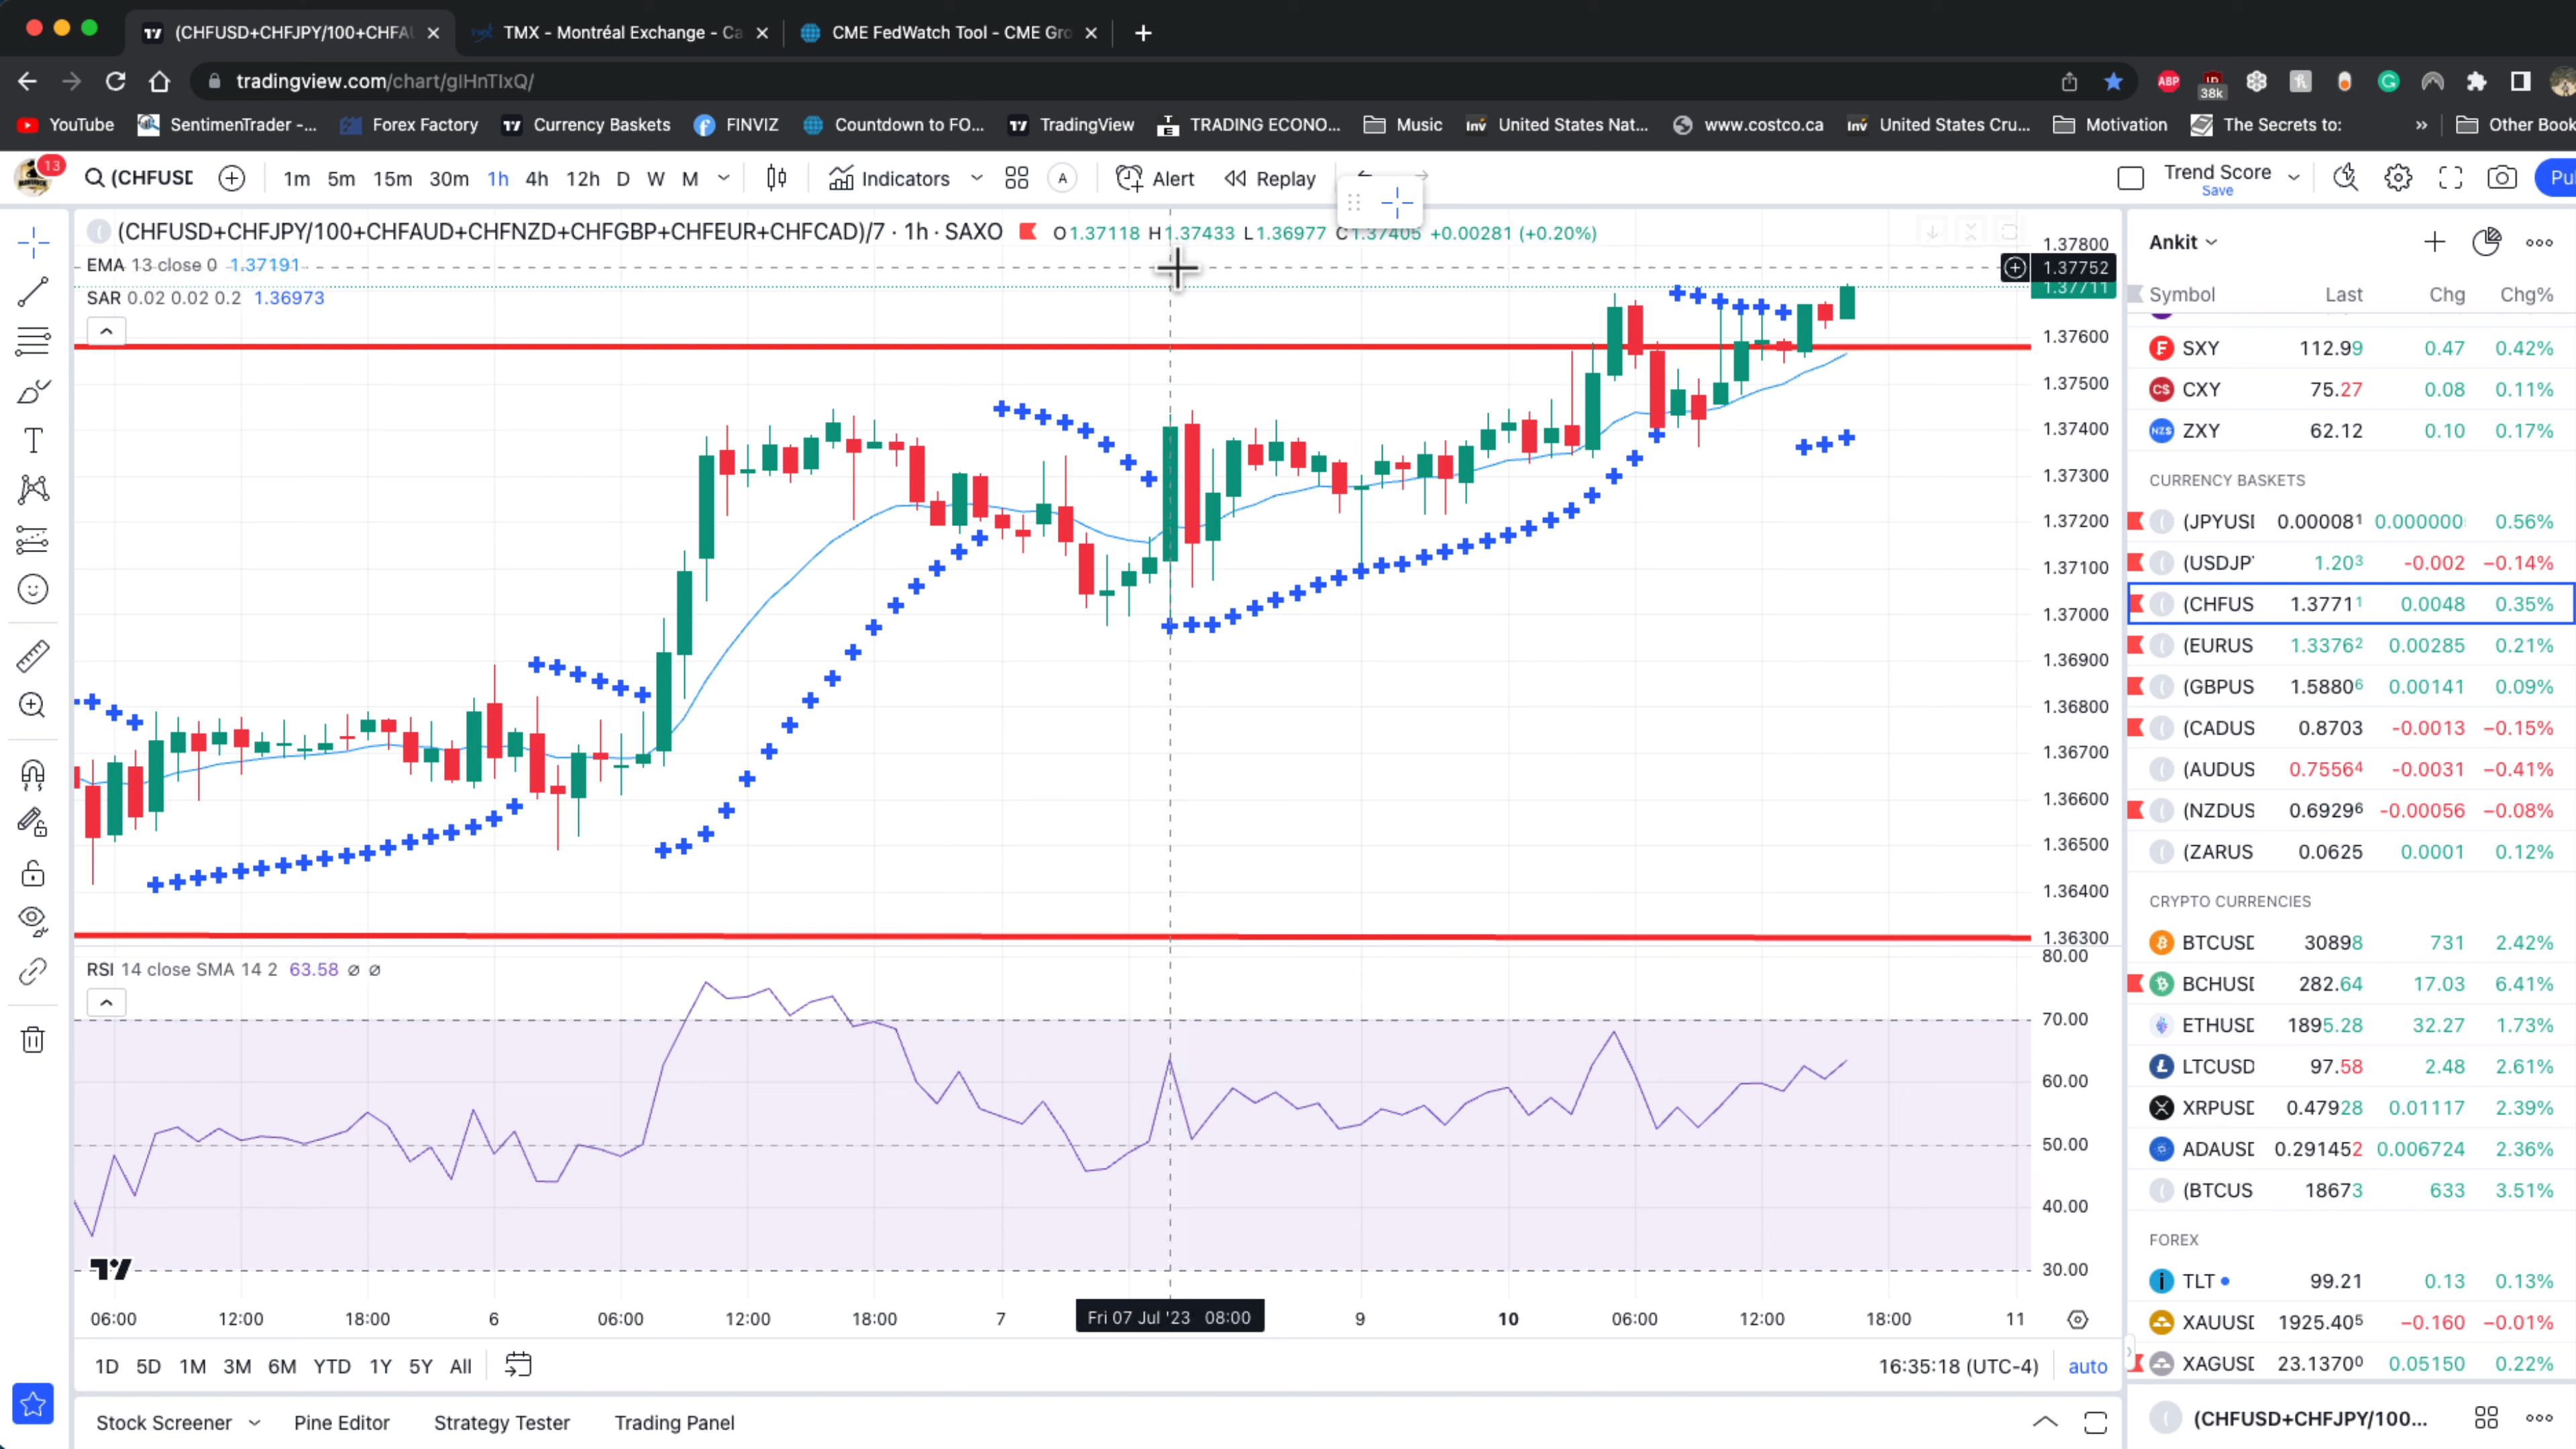 (CHFUSD+CHFJPY/100+CHFA
TMX - Montréal Exchange - Ca
CME FedWatch Tool - CME Gro
tradingview.com/chart/glHnTIxQ/
ABP
38k
YouTube
SentimenTrader -...
Forex Factory
Currency Baskets
FINVIZ
Countdown to FO...
TradingView
TRADING ECONO...
Music
United States Nat...
www.costco.ca
United States Cru...
Motivation
The Secrets to:
»
Other Book
13
(CHFUSD
1m 5m 15m 30m 1h 4h 12h D W M
Indicators
A
Alert
Replay
Trend Score
Save
Pu
(CHFUSD+CHFJPY/100+CHFAUD+CHFNZD+CHFGBP+CHFEUR+CHFCAD)/7 · 1h · SAXO
O1.37118 H1.37433 L1.36977 C1.37405 +0.00281 (+0.20%)
EMA 13 close 0 1.37191
SAR 0.02 0.02 0.2 1.36973
1.37800
1.37752
1.37711
1.37600
1.37500
1.37400
1.37300
1.37200
1.37100
1.37000
1.36900
1.36800
1.36700
1.36600
1.36500
1.36400
1.36300
RSI 14 close SMA 14 2 63.58 ø ø
80.00
70.00
60.00
50.00
40.00
30.00
06:00 12:00 18:00 6 06:00 12:00 18:00 7 Fri 07 Jul '23 08:00 9 10 06:00 12:00 18:00 11
1D 5D 1M 3M 6M YTD 1Y 5Y All
16:35:18 (UTC-4)
auto
Stock Screener
Pine Editor
Strategy Tester
Trading Panel
Ankit
Symbol Last Chg Chg%
SXY 112.99 0.47 0.42%
CXY 75.27 0.08 0.11%
ZXY 62.12 0.10 0.17%
CURRENCY BASKETS
(JPYUSI 0.000081 0.000000 0.56%
(USDJP 1.203 -0.002 −0.14%
(CHFUS 1.37711 0.0048 0.35%
(EURUS 1.33762 0.00285 0.21%
(GBPUS 1.58806 0.00141 0.09%
(CADUS 0.8703 -0.0013 −0.15%
(AUDUS 0.75564 -0.0031 −0.41%
(NZDUS 0.69296 -0.00056 −0.08%
(ZARUS 0.0625 0.0001 0.12%
CRYPTO CURRENCIES
BTCUSD 30898 731 2.42%
BCHUSD 282.64 17.03 6.41%
ETHUSD 1895.28 32.27 1.73%
LTCUSD 97.58 2.48 2.61%
XRPUSD 0.47928 0.01117 2.39%
ADAUSD 0.291452 0.006724 2.36%
(BTCUS 18673 633 3.51%
FOREX
TLT 99.21 0.13 0.13%
XAUUSD 1925.405 −0.160 −0.01%
XAGUSD 23.13700 0.05150 0.22%
(CHFUSD+CHFJPY/100...